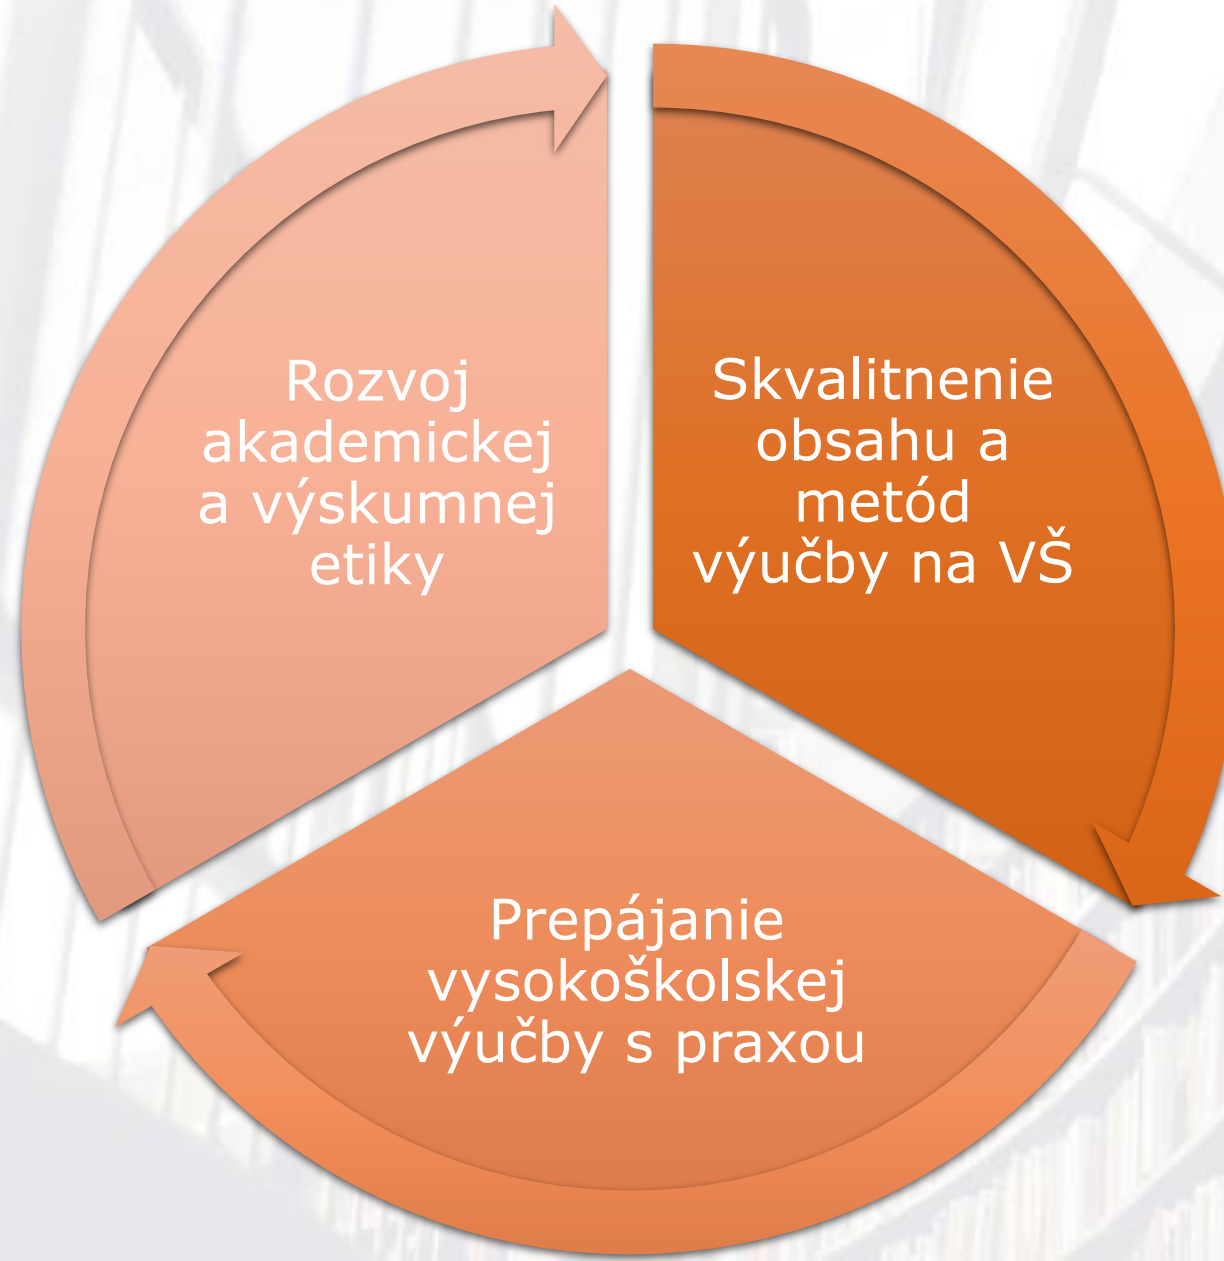 Rozvoj
akademickej
a výskumnej
etiky
Skvalitnenie
obsahu a
metód
výučby na VŠ
Prepájanie
vysokoškolskej
výučby s praxou